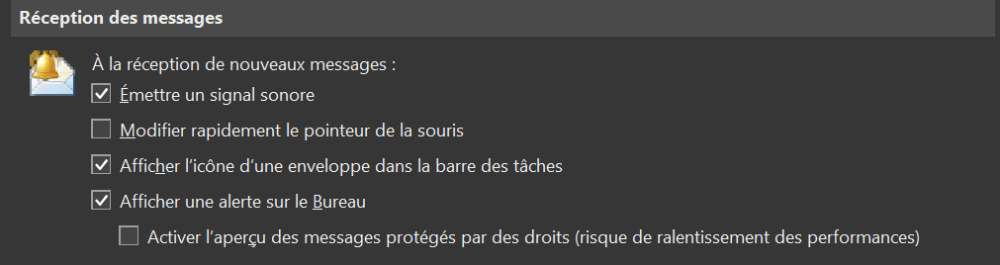 Réception des messages
À la réception de nouveaux messages :
Émettre un signal sonore
Modifier rapidement le pointeur de la souris
Afficher l’icône d’une enveloppe dans la barre des tâches
Afficher une alerte sur le Bureau
Activer l’aperçu des messages protégés par des droits (risque de ralentissement des performances)